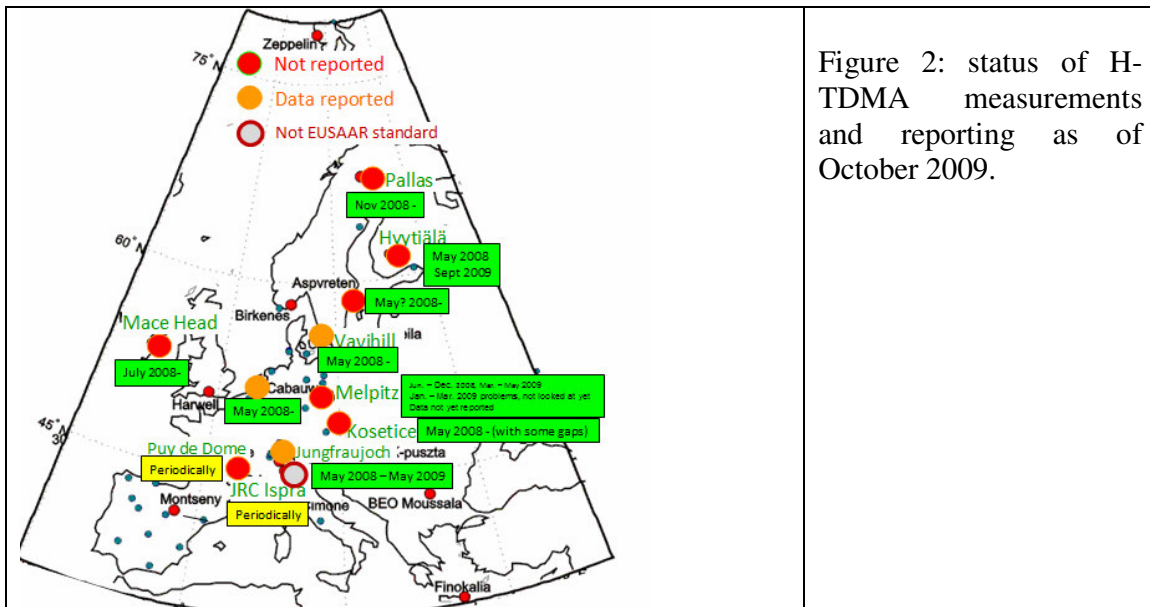 Zeppelin
75°N
Not reported
Data reported
Not EUSAAR standard
Pallas
Nov 2008 -
60°N
Hyytiälä
May 2008
Sept 2009
Aspvreten
May? 2008-
Birkenes
Mace Head
Vavihill
ila
July 2008-
May 2008 -
Cabauw
Harwell
May 2008-
Melpitz
Jun. – Dec. 2008, Mar. – May 2009
Jan. – Mar. 2009 problems, not looked at yet
Data not yet reported
45°N
30
Kosetice
May 2008 - (with some gaps)
Puy de Dome
Jungfraujoch
-puszta
Periodically
May 2008 – May 2009
JRC Ispra
Montseny
Periodically
imone
BEO Moussala
Finokalia
Figure 2: status of H-
TDMA measurements
and reporting as of
October 2009.